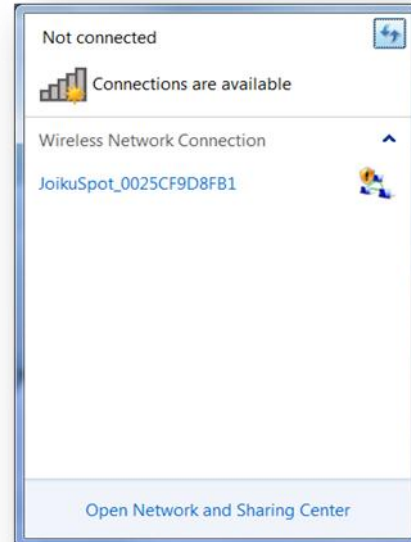 Not connected
Connections are available
Wireless Network Connection
JoikuSpot_0025CF9D8FB1
Open Network and Sharing Center